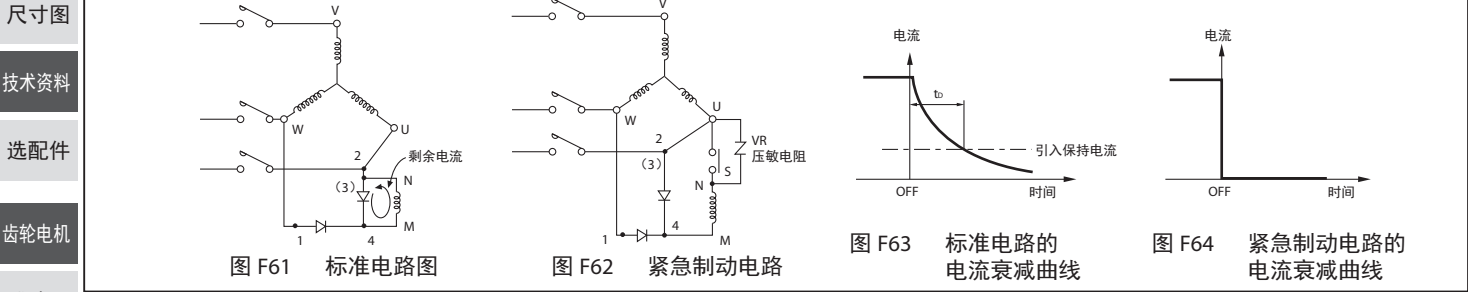 尺寸图
技术资料
选配件
齿轮电机
V
W
U
2
剩余电流
(3)
N
M
1
4
图 F61 标准电路图
V
U
W
VR
压敏电阻
2
(3)
S
N
4
1
M
图 F62 紧急制动电路
电流
tD
引入保持电流
OFF
时间
图 F63 标准电路的
电流衰减曲线
电流
OFF
时间
图 F64 紧急制动电路的
电流衰减曲线